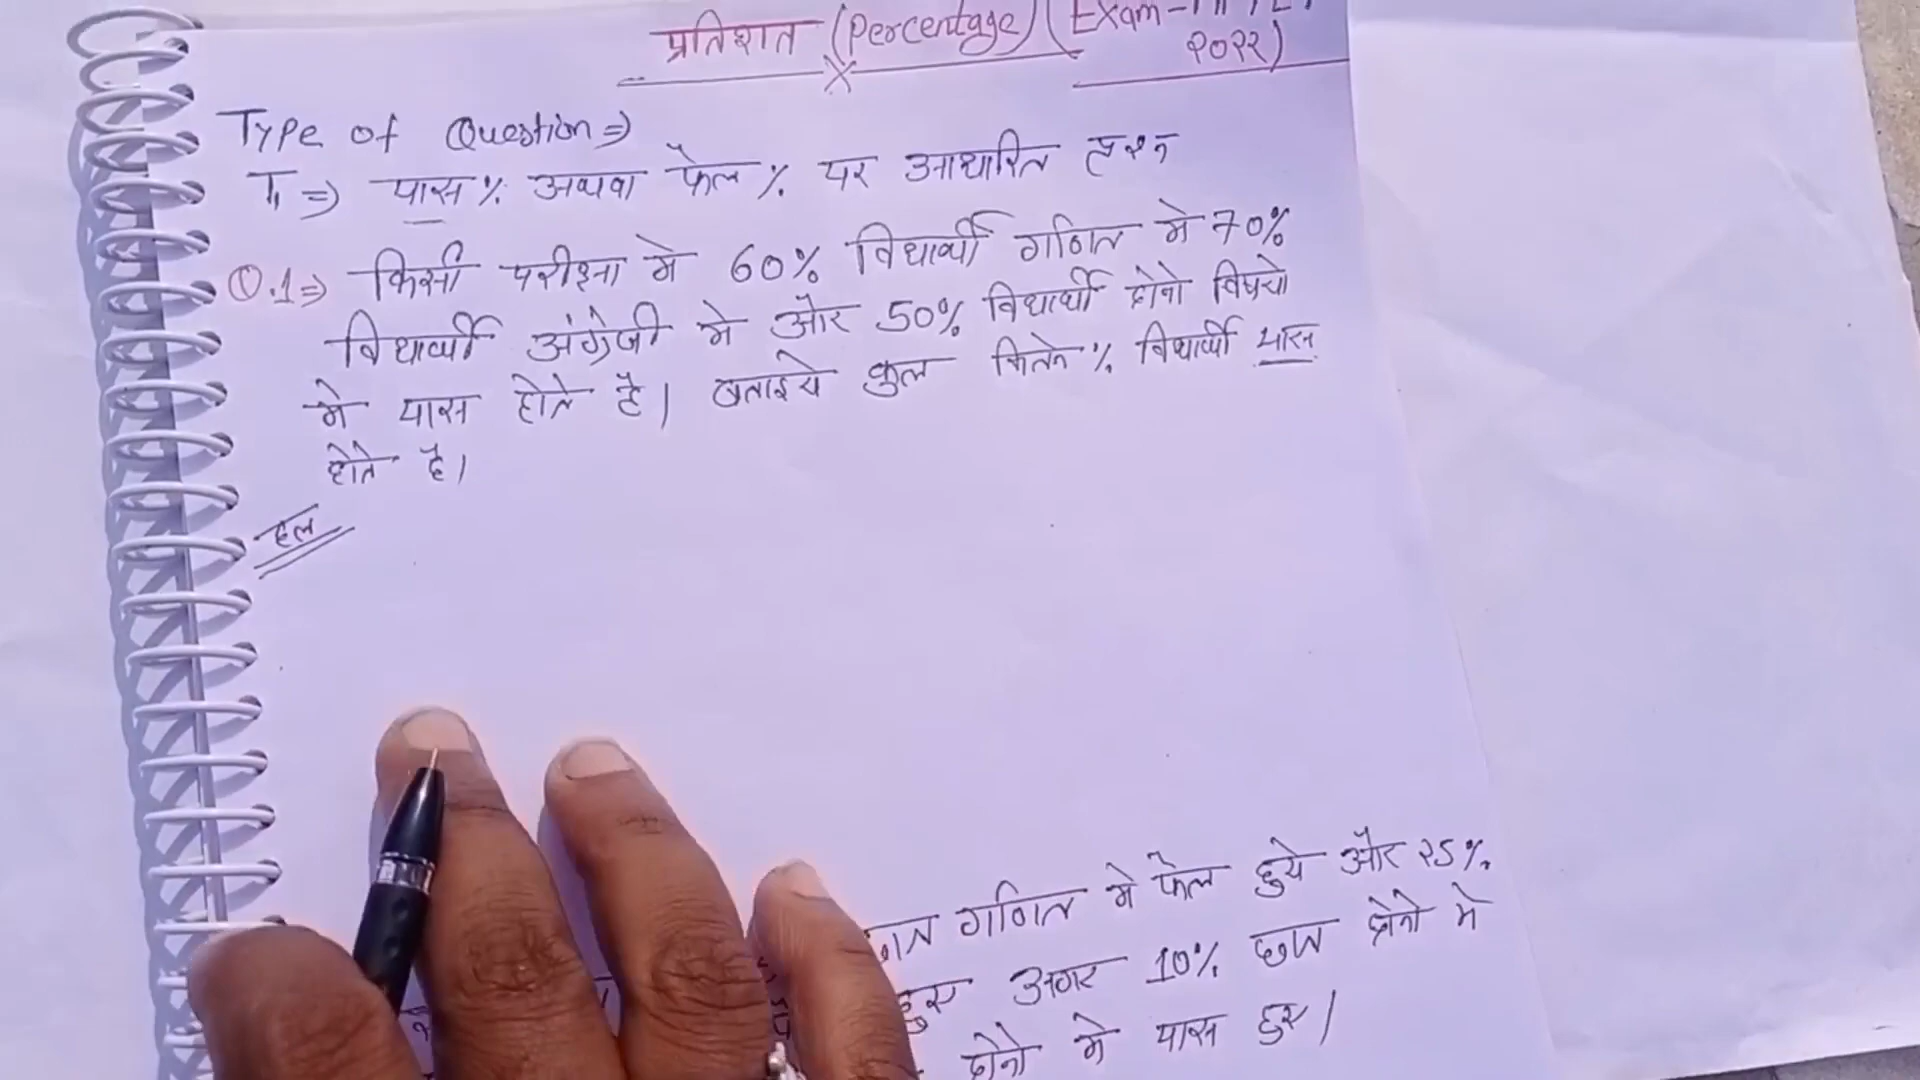 प्रतिशत (Percentage) (Exam-
२०२२)
Type of Question⇒
T₁ ⇒ पास % अथवा फेल % पर आधारित प्रश्न
Q.1⇒ किसी परीक्षा मे 60% विद्यार्थी गणित मे 70%
विद्यार्थी अंग्रेजी मे और 50% विद्यार्थी दोनो विषयो
मे पास होते है। बताइये कुल कितने % विद्यार्थी पास
होते है।
हल
गणित मे फेल हुये और २५%
हुए अगर 10% छात्र दोनो मे
दोनो मे पास हुए।